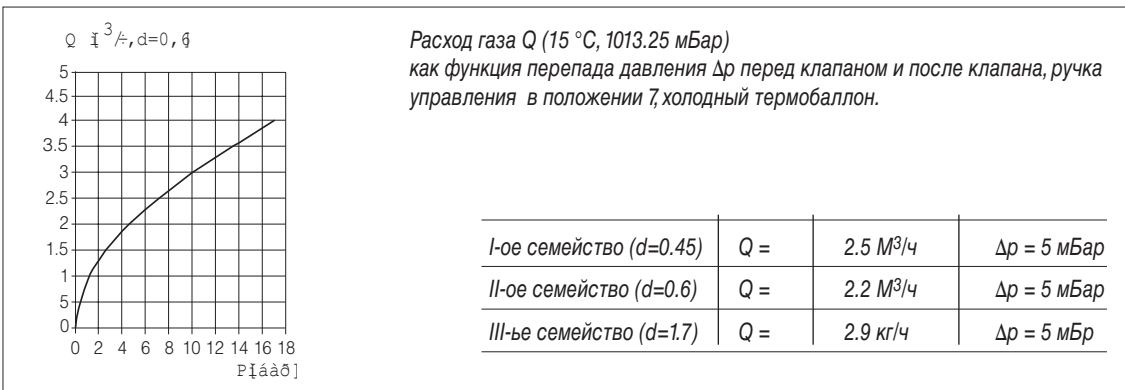 Q ї 3/÷,d=0,6
5
4.5
4
3.5
3
2.5
2
1.5
1
5
0
0 2 4 6 8 10 12 14 16 18
Расход газа Q (15 °C, 1013.25 мБар)
как функция перепада давления Δp перед клапаном и после клапана, ручка
управления в положении 7, холодный термобаллон.
I-ое семейство (d=0.45) Q = 2.5 М³/ч Δp = 5 мБар
II-ое семейство (d=0.6) Q = 2.2 М³/ч Δp = 5 мБар
III-ье семейство (d=1.7) Q = 2.9 кг/ч Δp = 5 мБр